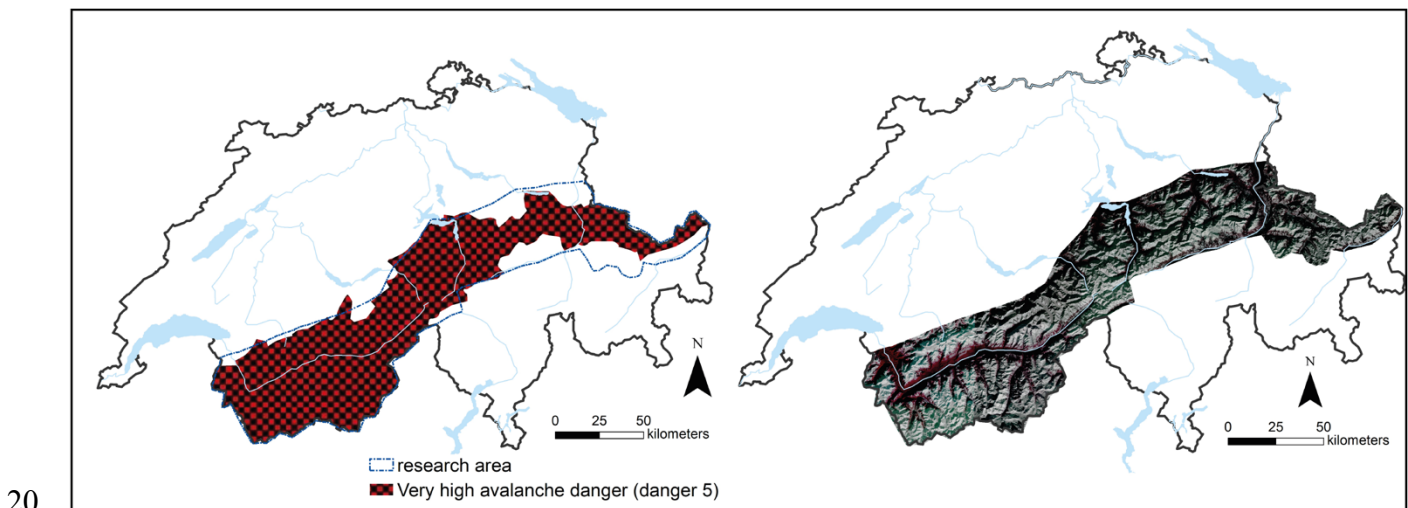 N
0 25 50
kilometers
N
0 25 50
kilometers
research area
Very high avalanche danger (danger 5)
20